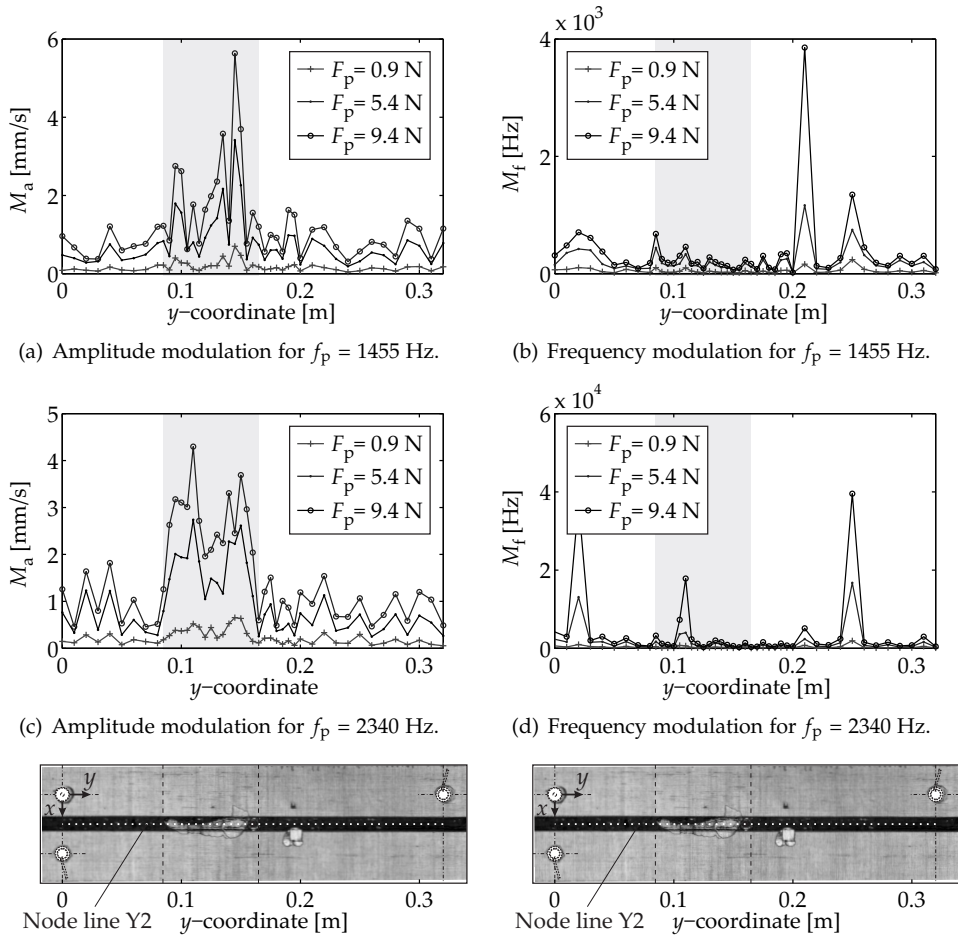 6
4
2
0
M_a [mm/s]
F_p= 0.9 N
F_p= 5.4 N
F_p= 9.4 N
0 0.1 0.2 0.3
y-coordinate [m]
(a) Amplitude modulation for f_p = 1455 Hz.
x 10^3
4
2
0
M_f [Hz]
F_p= 0.9 N
F_p= 5.4 N
F_p= 9.4 N
0 0.1 0.2 0.3
y-coordinate [m]
(b) Frequency modulation for f_p = 1455 Hz.
5
4
3
2
1
0
M_a [mm/s]
F_p= 0.9 N
F_p= 5.4 N
F_p= 9.4 N
0 0.1 0.2 0.3
y-coordinate
(c) Amplitude modulation for f_p = 2340 Hz.
x 10^4
6
4
2
0
M_f [Hz]
F_p= 0.9 N
F_p= 5.4 N
F_p= 9.4 N
0 0.1 0.2 0.3
y-coordinate [m]
(d) Frequency modulation for f_p = 2340 Hz.
y
x
0 0.1 0.2 0.3
Node line Y2
y-coordinate [m]
y
x
0 0.1 0.2 0.3
Node line Y2
y-coordinate [m]